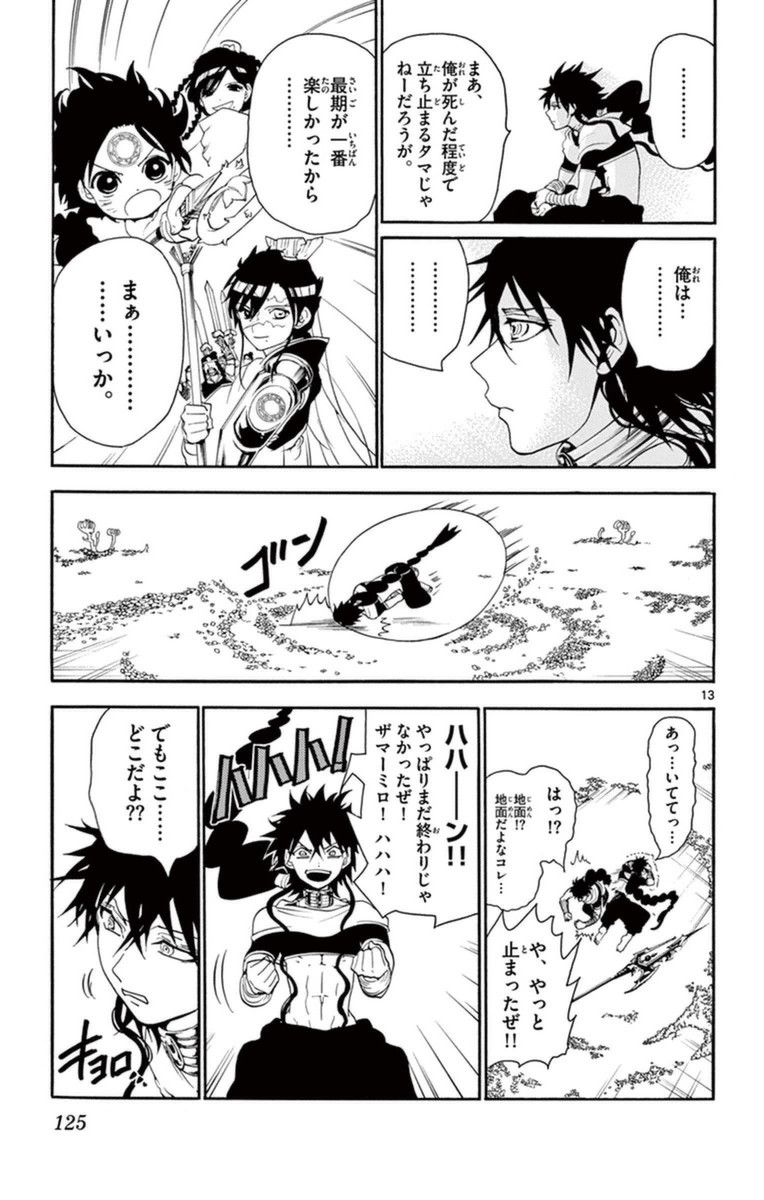 …………
まあ、
俺が死んだ程度で
立ち止まるタマじゃ
ねーだろうが。
俺は…
…………
…………
…………
最期が一番
楽しかったから
…………
まぁ…………
……いっか。
ゴン
13
あっ…いててっ…
はっ!?
地面!?
地面だよなコレ…
や、やっと
止まったぜ!!
ハハーン!!
やっぱりまだ終わりじゃ
なかったぜ!
ザマーミロ! ハハハ!
ハハハハ!
でもここ……
どこだよ??
キョロ
125